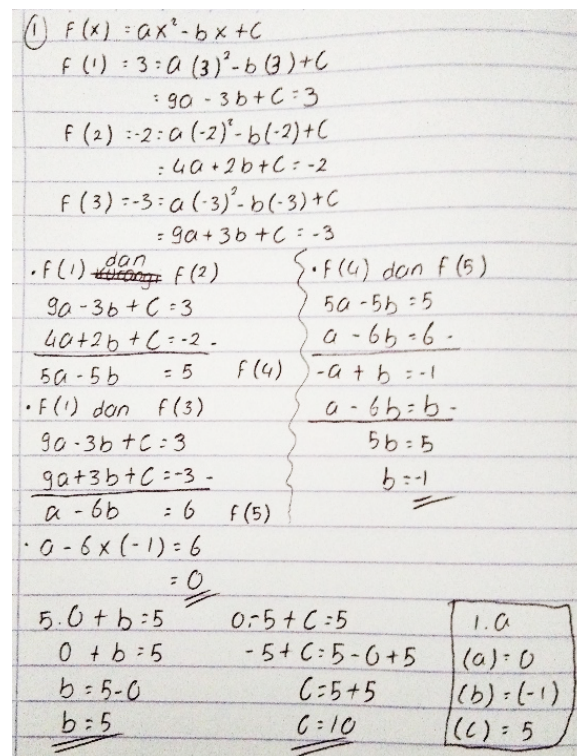 ① F(x) = ax² - bx + C
F(1) = 3 = a(3)² - b(3) + C
= 9a - 3b + C = 3
F(2) = -2 = a(-2)² - b(-2) + C
= 4a + 2b + C = -2
F(3) = -3 = a(-3)² - b(-3) + C
= 9a + 3b + C = -3
• F(1) dan F(2)
9a - 3b + C = 3
4a + 2b + C = -2 -
5a - 5b = 5 F(4)
• F(1) dan F(3)
9a - 3b + C = 3
9a + 3b + C = -3 -
a - 6b = 6 F(5)
• F(4) dan F(5)
5a - 5b = 5
a - 6b = 6 -
-a + b = -1
a - 6b = b -
5b = 5
b = -1
• a - 6 x (-1) = 6
= 0
5.0 + b = 5
0 + b = 5
b = 5 - 0
b = 5
0 - 5 + C = 5
-5 + C = 5 - 0 + 5
C = 5 + 5
C = 10
1. a
(a) = 0
(b) = (-1)
(C) = 5